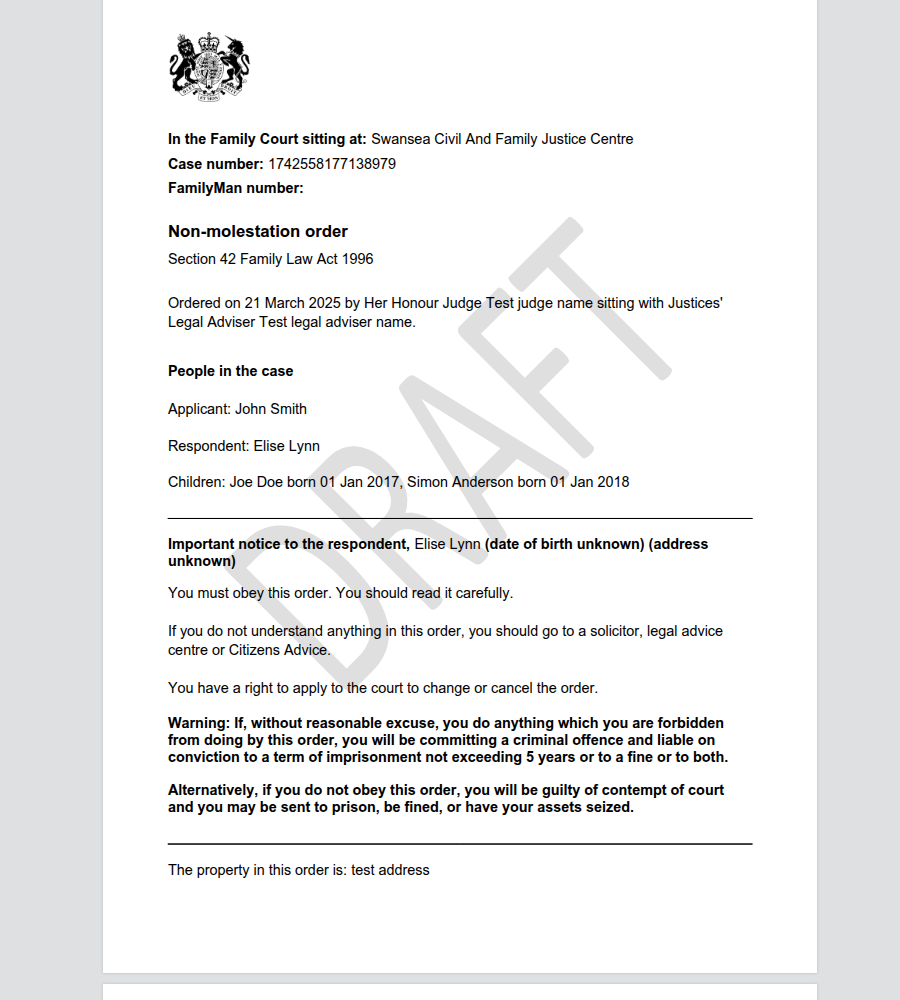 In the Family Court sitting at: Swansea Civil And Family Justice Centre
Case number: 1742558177138979
FamilyMan number:
Non-molestation order
Section 42 Family Law Act 1996
Ordered on 21 March 2025 by Her Honour Judge Test judge name sitting with Justices'
Legal Adviser Test legal adviser name.
People in the case
Applicant: John Smith
Respondent: Elise Lynn
Children: Joe Doe born 01 Jan 2017, Simon Anderson born 01 Jan 2018
Important notice to the respondent, Elise Lynn (date of birth unknown) (address
unknown)
You must obey this order. You should read it carefully.
If you do not understand anything in this order, you should go to a solicitor, legal advice
centre or Citizens Advice.
You have a right to apply to the court to change or cancel the order.
Warning: If, without reasonable excuse, you do anything which you are forbidden
from doing by this order, you will be committing a criminal offence and liable on
conviction to a term of imprisonment not exceeding 5 years or to a fine or to both.
Alternatively, if you do not obey this order, you will be guilty of contempt of court
and you may be sent to prison, be fined, or have your assets seized.
The property in this order is: test address
DRAFT